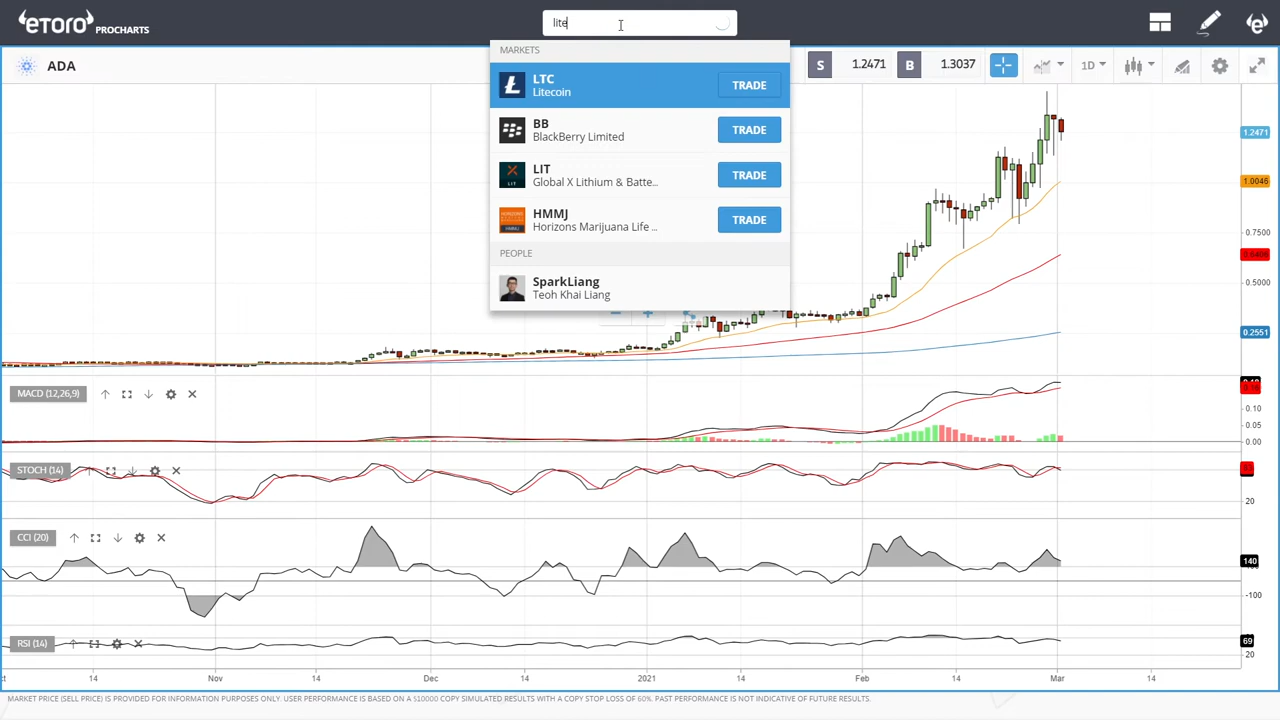 eToro PROCHARTS
lite
MARKETS
LTC
Litecoin
TRADE
BB
BlackBerry Limited
TRADE
LIT
Global X Lithium & Batte..
TRADE
HMMJ
Horizons Marijuana Life ..
TRADE
PEOPLE
SparkLiang
Teoh Khai Liang
ADA
S 1.2471 B 1.3037 1D
1.2471
1.0046
0.7500
0.5000
0.2551
MACD (12,26,9)
0.10
0.05
0.00
STOCH (14)
20
CCI (20)
140
-100
RSI (14)
69
20
14 Nov 14 Dec 14 2021 14 Feb 14 Mar 14
MARKET PRICE (SELL PRICE) IS PROVIDED FOR INFORMATION PURPOSES ONLY. USER PERFORMANCE IS BASED ON A $10000 COPY SIMULATED RESULTS WITH A COPY STOP LOSS OF 60%. PAST PERFORMANCE IS NOT INDICATIVE OF FUTURE RESULTS.